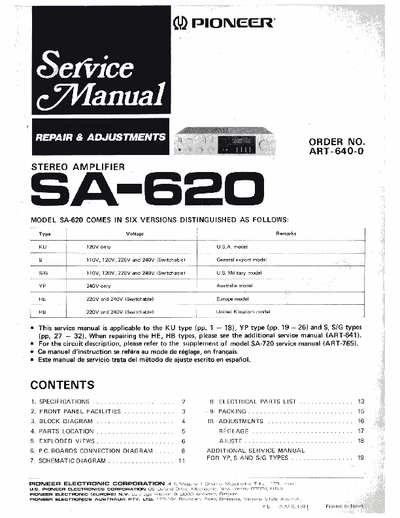 PIONEER
Service
Manual
REPAIR & ADJUSTMENTS
ORDER NO.
ART-640-0
STEREO AMPLIFIER
SA-620
MODEL SA-620 COMES IN SIX VERSIONS DISTINGUISHED AS FOLLOWS:
Type Voltage Remarks
KU 120V only U.S.A. model
S 110V, 120V, 220V and 240V (Switchable) General export model
S/G 110V, 120V, 220V and 240V (Switchable) U.S. Military model
YP 240V only Australia model
HE 220V and 240V (Switchable) Europe model
HB 220V and 240V (Switchable) United Kingdom model
• This service manual is applicable to the KU type (pp. 1 – 18), YP type (pp. 19 – 26) and S, S/G types
(pp. 27 – 32). When repairing the HE, HB types, please see the additional service manual (ART-641).
• For the circuit discription, please refer to the supplement of model SA-720 service manual (ART-765).
• Ce manuel d'instruction se refère au mode de réglage, en français.
• Este manual de servicio trata del método de ajuste escrito en español.
CONTENTS
1. SPECIFICATIONS 2
2. FRONT PANEL FACILITIES 3
3. BLOCK DIAGRAM 4
4. PARTS LOCATION 5
5. EXPLODED VIEWS 6
6. P.C. BOARDS CONNECTION DIAGRAM 8
7. SCHEMATIC DIAGRAM 11
8. ELECTRICAL PARTS LIST 13
9. PACKING 15
10. ADJUSTMENTS 16
RÉGLAGE 17
AJUSTE 18
ADDITIONAL SERVICE MANUAL
FOR YP, S AND S/G TYPES 19
PIONEER ELECTRONIC CORPORATION
U.S. PIONEER ELECTRONICS CORPORATION
PIONEER ELECTRONIC (EUROPE) N.V.
PIONEER ELECTRONICS AUSTRALIA PTY. LTD.
Printed in Japan